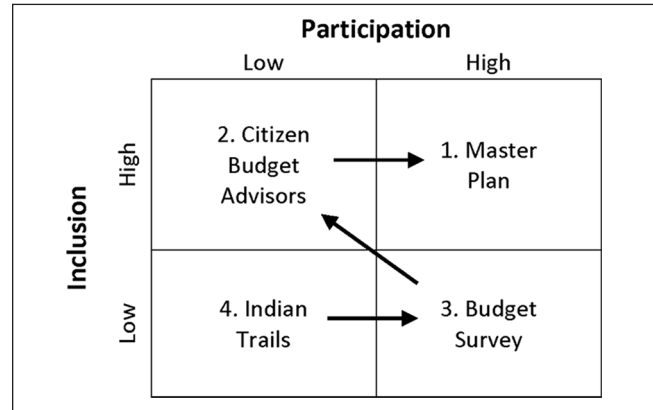 Participation
Low
High
Inclusion
High
2. Citizen
Budget
Advisors
1. Master
Plan
Low
4. Indian
Trails
3. Budget
Survey